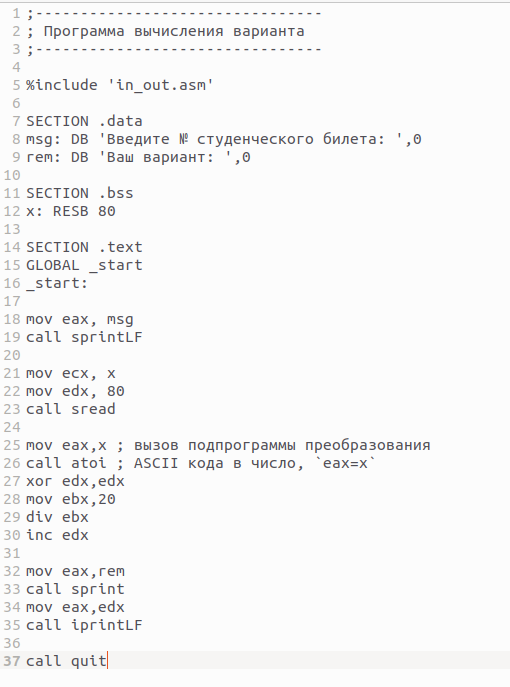 1 ;--------------------------------
2 ; Программа вычисления варианта
3 ;--------------------------------
4
5 %include 'in_out.asm'
6
7 SECTION .data
8 msg: DB 'Введите № студенческого билета: ',0
9 rem: DB 'Ваш вариант: ',0
10
11 SECTION .bss
12 x: RESB 80
13
14 SECTION .text
15 GLOBAL _start
16 _start:
17
18 mov eax, msg
19 call sprintLF
20
21 mov ecx, x
22 mov edx, 80
23 call sread
24
25 mov eax,x ; вызов подпрограммы преобразования
26 call atoi ; ASCII кода в число, `eax=x`
27 xor edx,edx
28 mov ebx,20
29 div ebx
30 inc edx
31
32 mov eax,rem
33 call sprint
34 mov eax,edx
35 call iprintLF
36
37 call quit